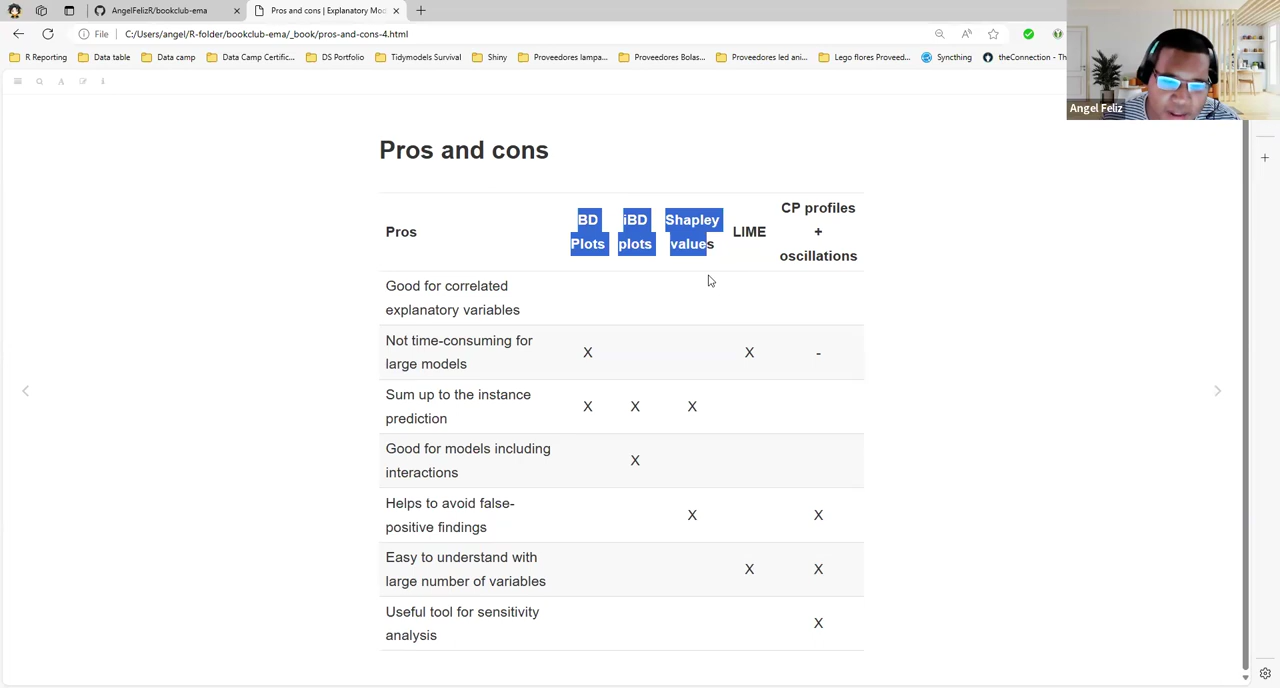 AngelFelizR/bookclub-ema
Pros and cons | Explanatory Mod
File
C:/Users/angel/R-folder/bookclub-ema/_book/pros-and-cons-4.html
R Reporting
Data table
Data camp
Data Camp Certific...
DS Portfolio
Tidymodels Survival
Shiny
Proveedores lampa...
Proveedores Bolas...
Proveedores led ani...
Lego flores Proveed...
Syncthing
theConnection - Th
Angel Feliz
Pros and cons
Pros
BD Plots
iBD plots
Shapley values
LIME
CP profiles + oscillations
Good for correlated
explanatory variables
Not time-consuming for
large models
X X -
Sum up to the instance
prediction
X X X
Good for models including
interactions
X
Helps to avoid false-
positive findings
X X
Easy to understand with
large number of variables
X X
Useful tool for sensitivity
analysis
X